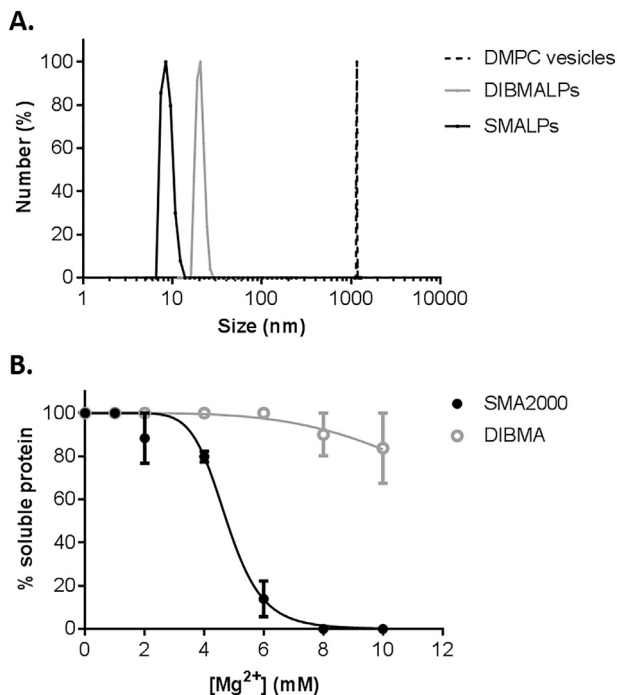 A.
100
80
60
40
20
0
Number (%)
1
10
100
1000
10000
Size (nm)
DMPC vesicles
DIBMALPs
SMALPs
B.
100
80
60
40
20
0
% soluble protein
0
2
4
6
8
10
12
[Mg²⁺] (mM)
SMA2000
DIBMA